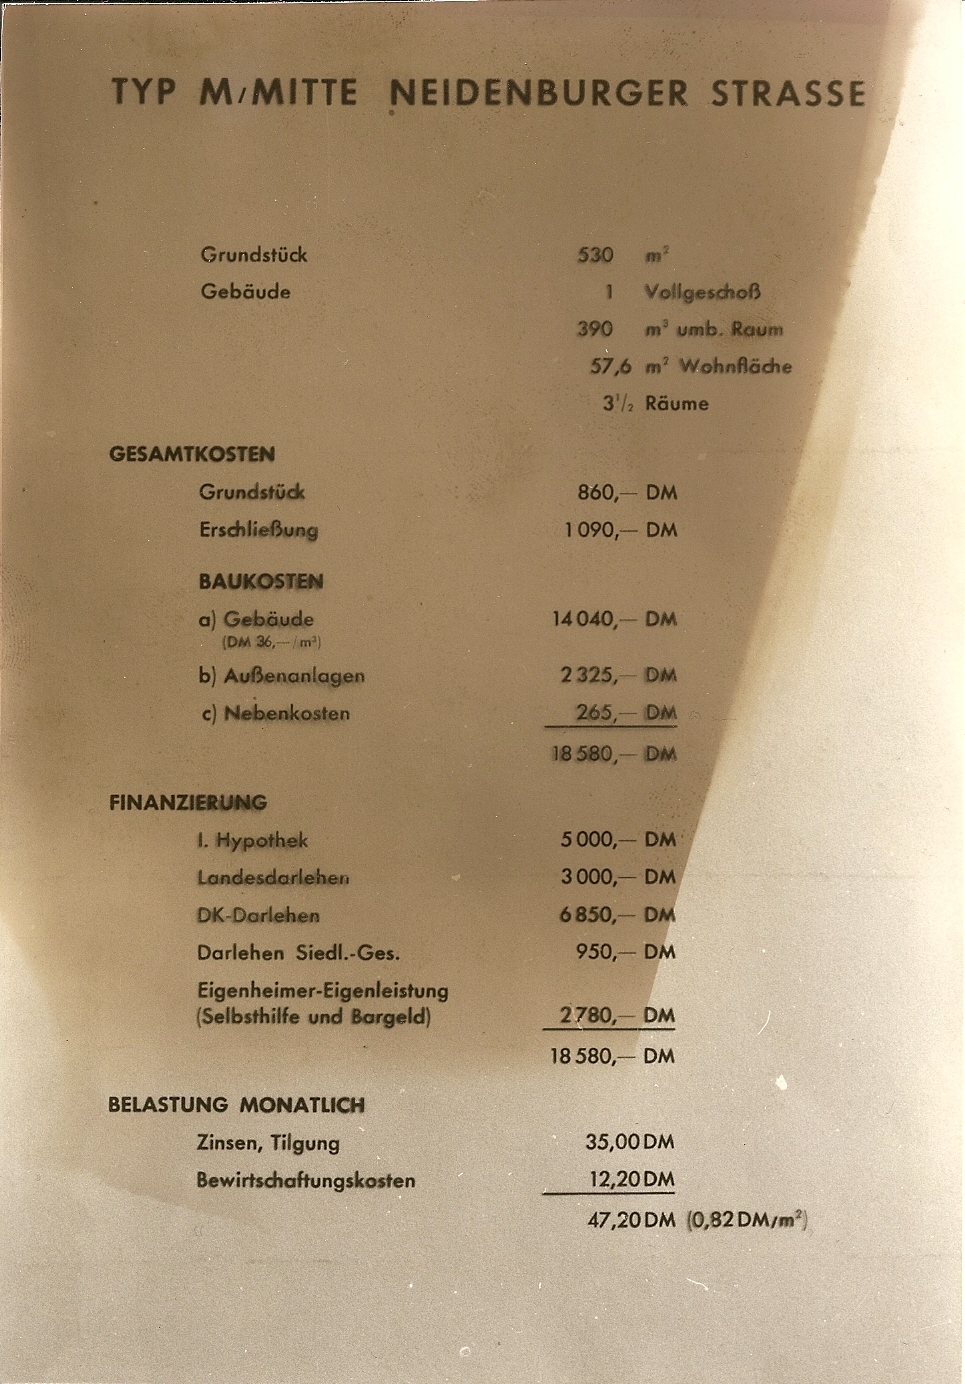 TYP M/MITTE NEIDENBURGER STRASSE
Grundstück 530 m²
Gebäude 1 Vollgeschoß
390 m³ umb. Raum
57,6 m² Wohnfläche
3½ Räume
GESAMTKOSTEN
Grundstück 860,— DM
Erschließung 1 090,— DM
BAUKOSTEN
a) Gebäude 14 040,— DM
(DM 36,—/m³)
b) Außenanlagen 2 325,— DM
c) Nebenkosten 265,— DM
18 580,— DM
FINANZIERUNG
I. Hypothek 5 000,— DM
Landesdarlehen 3 000,— DM
DK-Darlehen 6 850,— DM
Darlehen Siedl.-Ges. 950,— DM
Eigenheimer-Eigenleistung
(Selbsthilfe und Bargeld) 2 780,— DM
18 580,— DM
BELASTUNG MONATLICH
Zinsen, Tilgung 35,00 DM
Bewirtschaftungskosten 12,20 DM
47,20 DM (0,82 DM/m²)